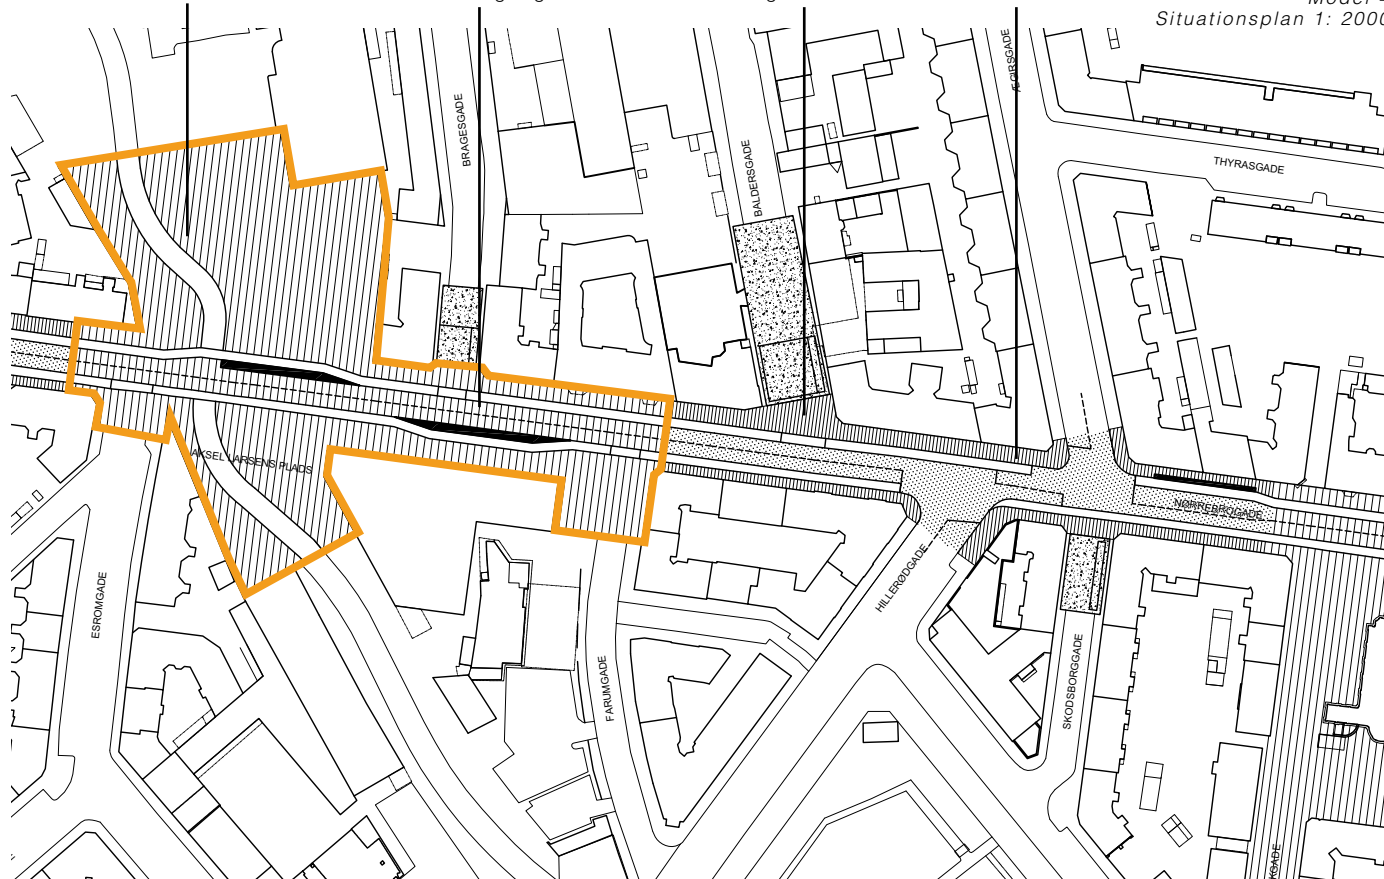 Situationsplan 1: 2000
ÆGIRSGADE
BRAGESGADE
BALDERSGADE
THYRASGADE
AKSEL LARSENS PLADS
NØRREBROGADE
HILLERØDGADE
ESROMGADE
SKODSBORGGADE
FARUMGADE